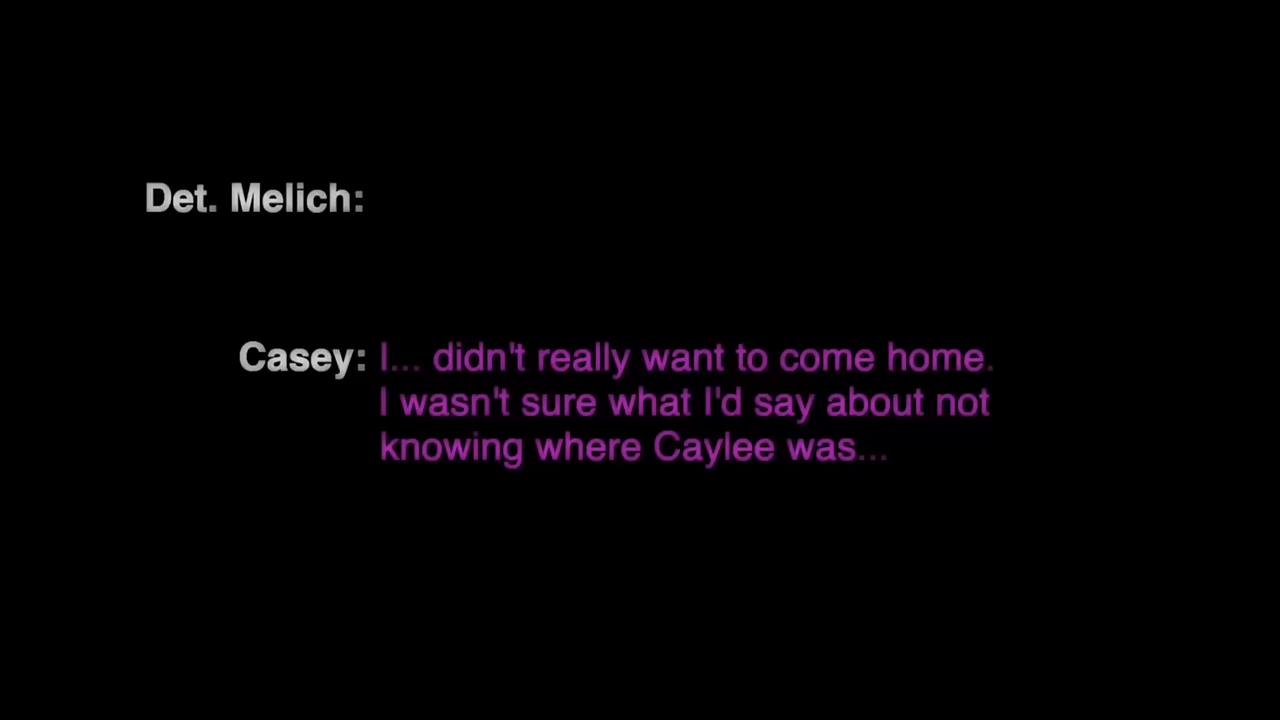 Det. Melich:
Casey: I... didn't really want to come home.
I wasn't sure what I'd say about not
knowing where Caylee was...